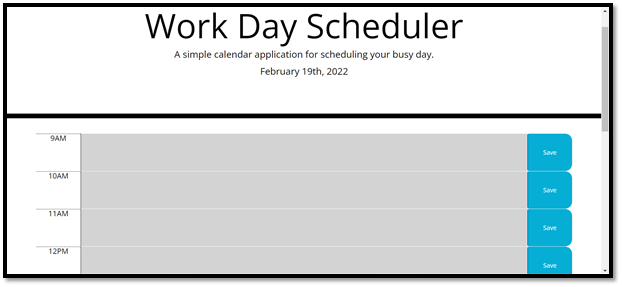 Work Day Scheduler
A simple calendar application for scheduling your busy day.
February 19th, 2022
9AM
Save
10AM
Save
11AM
Save
12PM
Save